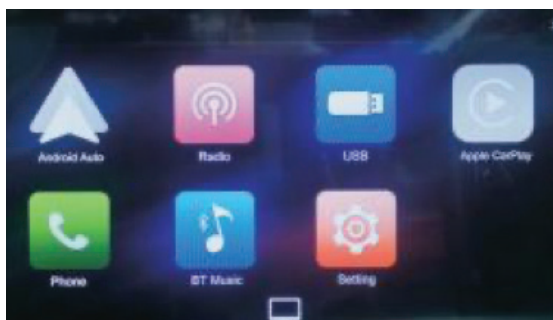 Android Auto
Radio
USB
Apple CarPlay
Phone
BT Music
Setting